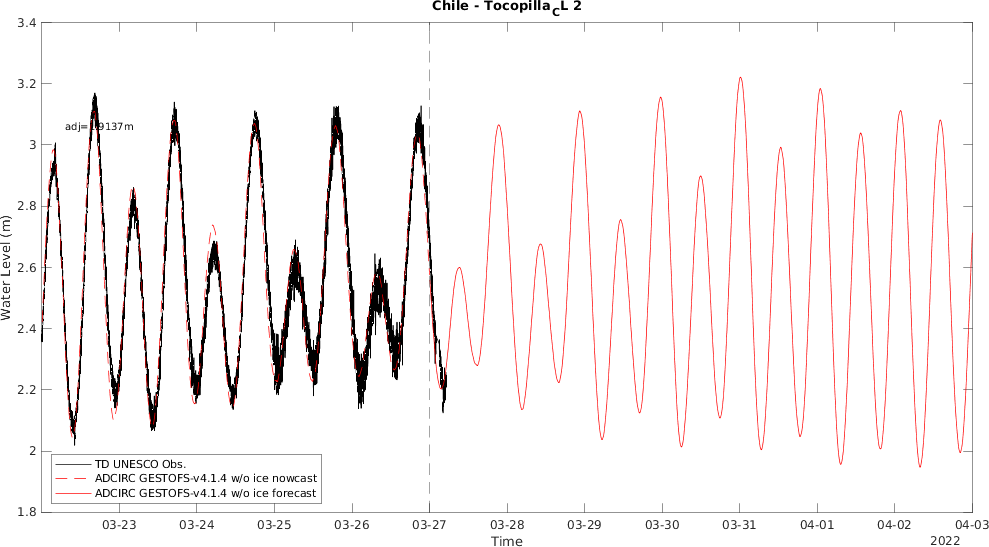 Chile - Tocopilla_CL 2
3.4
3.2
3
2.8
2.6
2.4
2.2
2
1.8
Water Level (m)
adj=1.9137m
TD UNESCO Obs.
ADCIRC GESTOFS-v4.1.4 w/o ice nowcast
ADCIRC GESTOFS-v4.1.4 w/o ice forecast
03-23 03-24 03-25 03-26 03-27 03-28 03-29 03-30 03-31 04-01 04-02 04-03
Time
2022